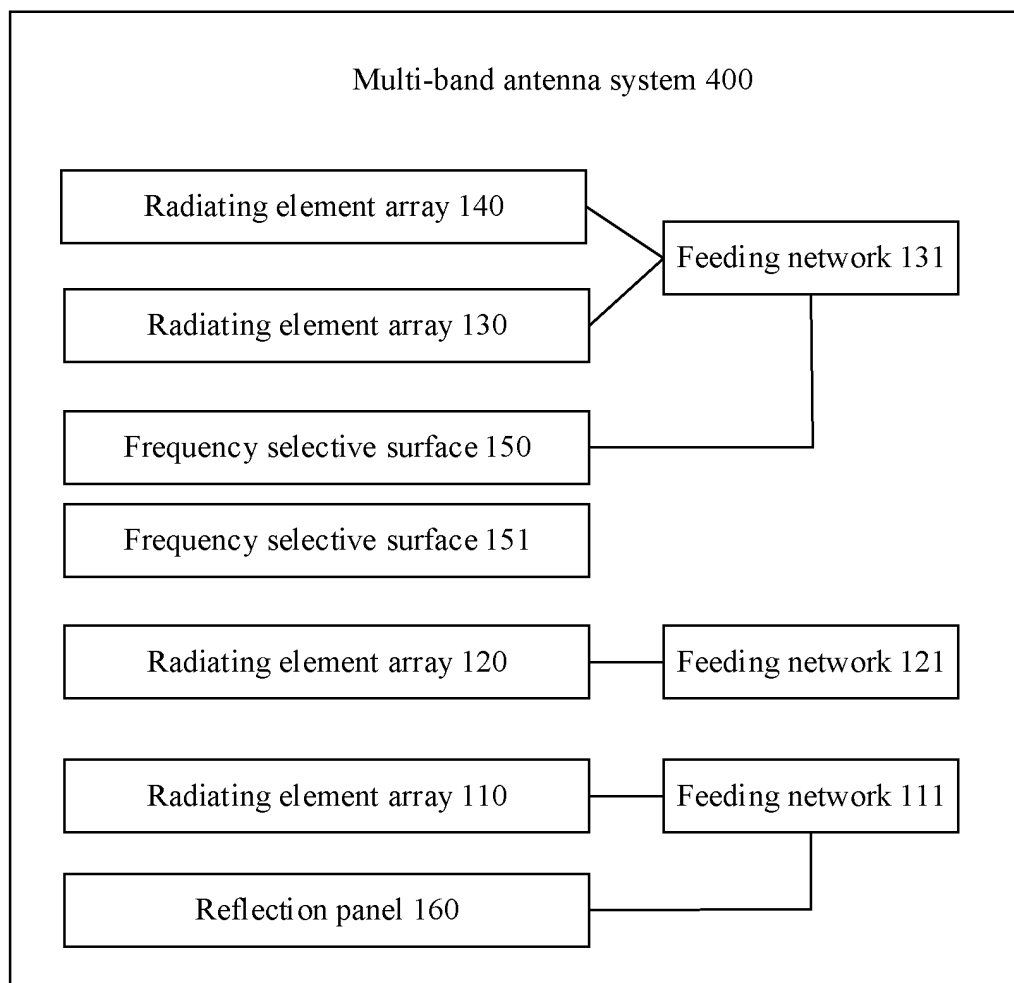 Multi-band antenna system 400
Radiating element array 140
Feeding network 131
Radiating element array 130
Frequency selective surface 150
Frequency selective surface 151
Radiating element array 120
Feeding network 121
Radiating element array 110
Feeding network 111
Reflection panel 160